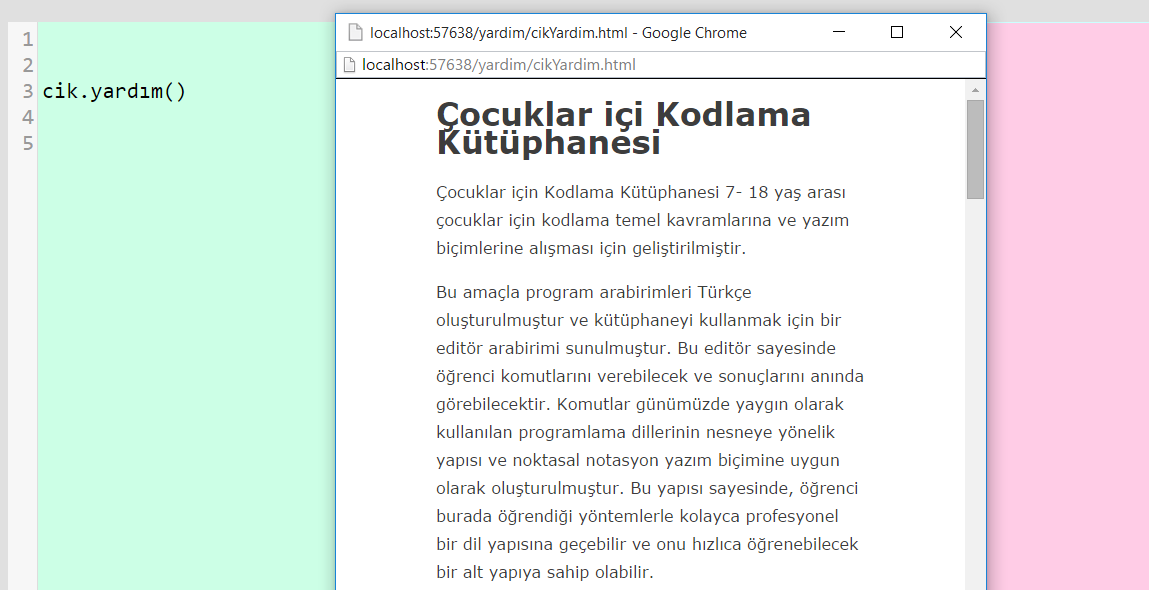 1
2
3 cik.yardım()
4
5
localhost:57638/yardim/cikYardim.html - Google Chrome
localhost:57638/yardim/cikYardim.html
Çocuklar içi Kodlama
Kütüphanesi
Çocuklar için Kodlama Kütüphanesi 7- 18 yaş arası
çocuklar için kodlama temel kavramlarına ve yazım
biçimlerine alışması için geliştirilmiştir.
Bu amaçla program arabirimleri Türkçe
oluşturulmuştur ve kütüphaneyi kullanmak için bir
editör arabirimi sunulmuştur. Bu editör sayesinde
öğrenci komutlarını verebilecek ve sonuçlarını anında
görebilecektir. Komutlar günümüzde yaygın olarak
kullanılan programlama dillerinin nesneye yönelik
yapısı ve noktasal notasyon yazım biçimine uygun
olarak oluşturulmuştur. Bu yapısı sayesinde, öğrenci
burada öğrendiği yöntemlerle kolayca profesyonel
bir dil yapısına geçebilir ve onu hızlıca öğrenebilecek
bir alt yapıya sahip olabilir.